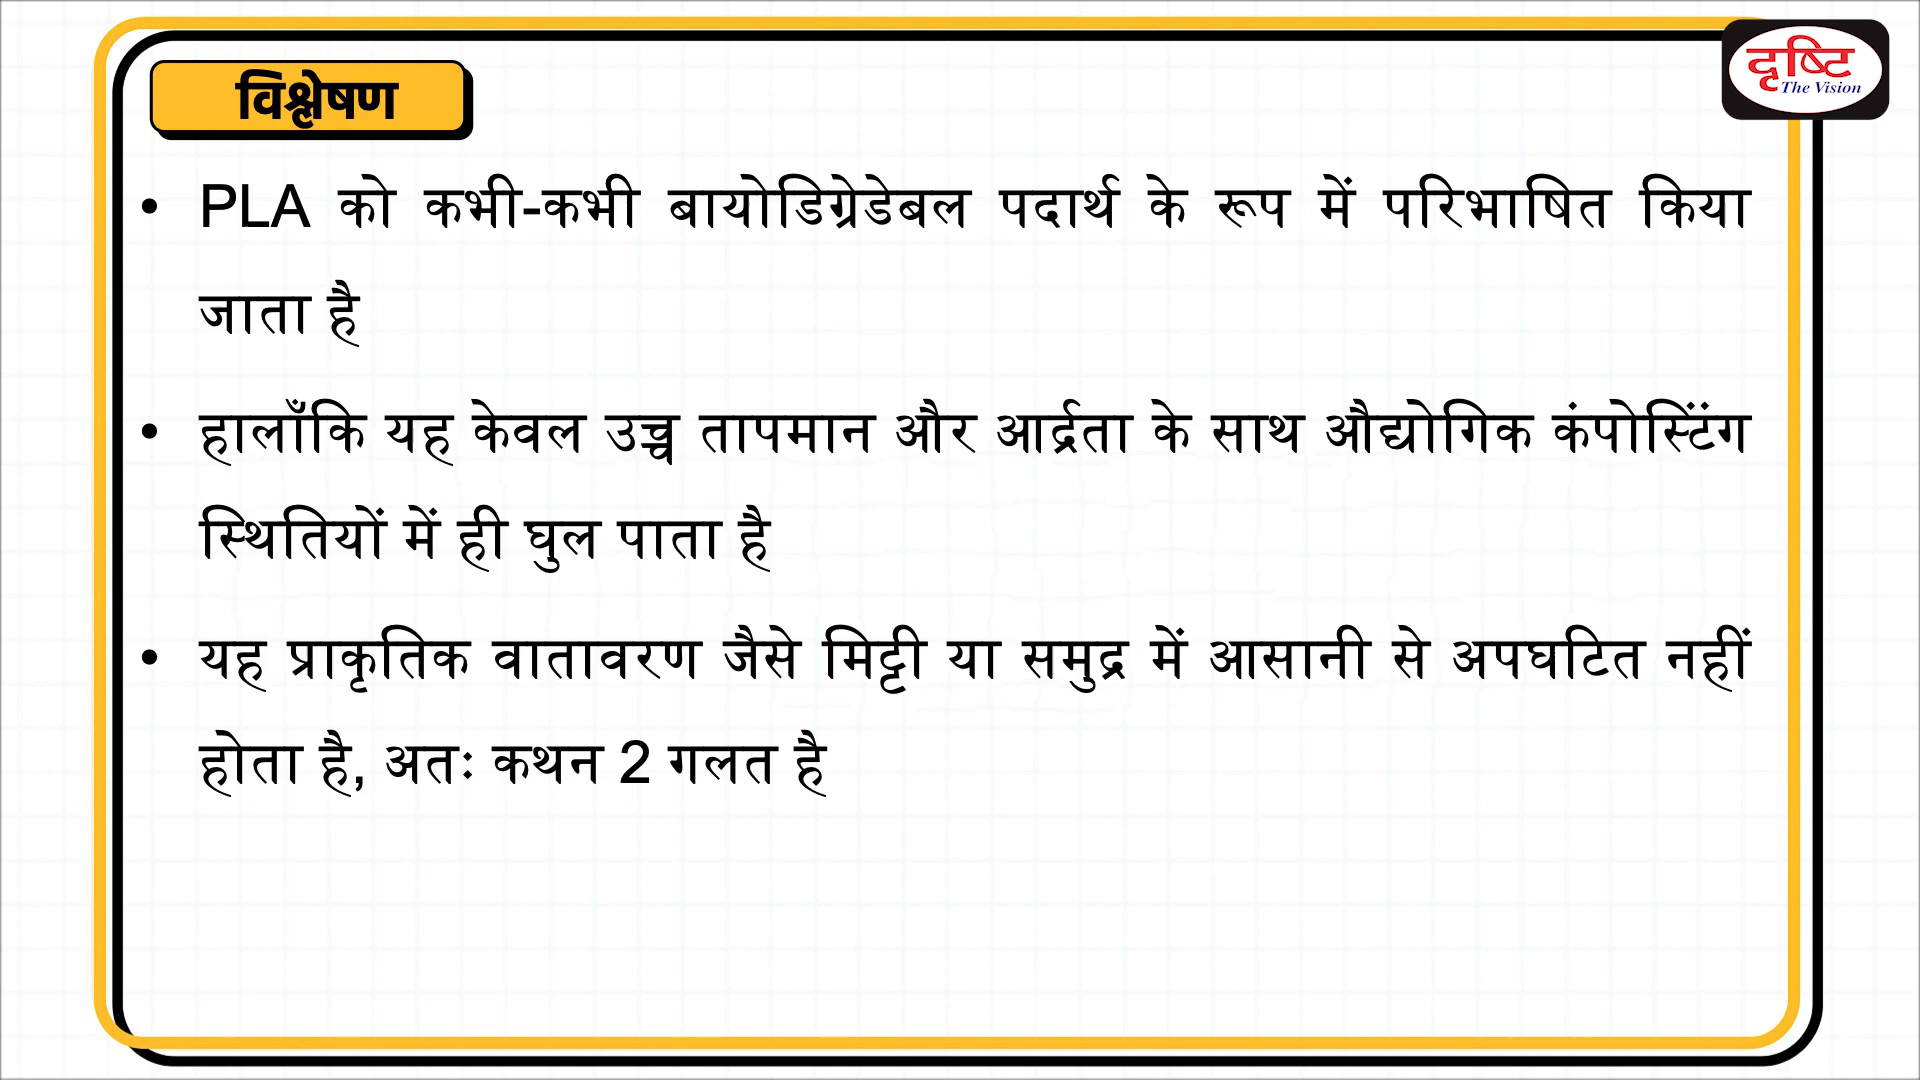 दृष्टि
The Vision
विश्लेषण
• PLA को कभी-कभी बायोडिग्रेडेबल पदार्थ के रूप में परिभाषित किया
जाता है
• हालाँकि यह केवल उच्च तापमान और आर्द्रता के साथ औद्योगिक कंपोस्टिंग
स्थितियों में ही घुल पाता है
• यह प्राकृतिक वातावरण जैसे मिट्टी या समुद्र में आसानी से अपघटित नहीं
होता है, अतः कथन 2 गलत है